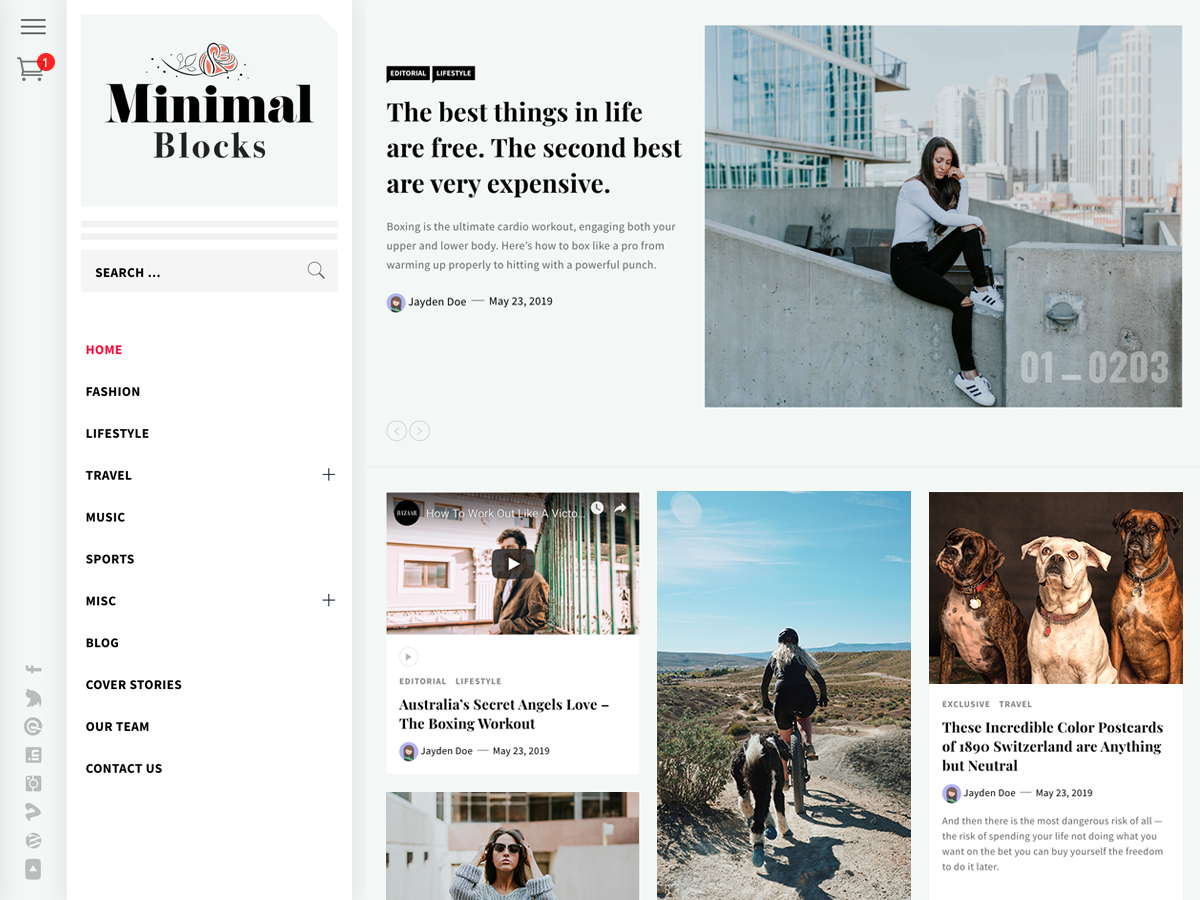 1
Minimal
Blocks
SEARCH ...
HOME
FASHION
LIFESTYLE
TRAVEL
MUSIC
SPORTS
MISC
BLOG
COVER STORIES
OUR TEAM
CONTACT US
EDITORIAL LIFESTYLE
The best things in life
are free. The second best
are very expensive.
Boxing is the ultimate cardio workout, engaging both your
upper and lower body. Here's how to box like a pro from
warming up properly to hitting with a powerful punch.
Jayden Doe — May 23, 2019
01_0203
BAZAAR
How To Work Out Like A Victo...
EDITORIAL LIFESTYLE
Australia's Secret Angels Love –
The Boxing Workout
Jayden Doe — May 23, 2019
EXCLUSIVE TRAVEL
These Incredible Color Postcards
of 1890 Switzerland are Anything
but Neutral
Jayden Doe — May 23, 2019
And then there is the most dangerous risk of all —
the risk of spending your life not doing what you
want on the bet you can buy yourself the freedom
to do it later.